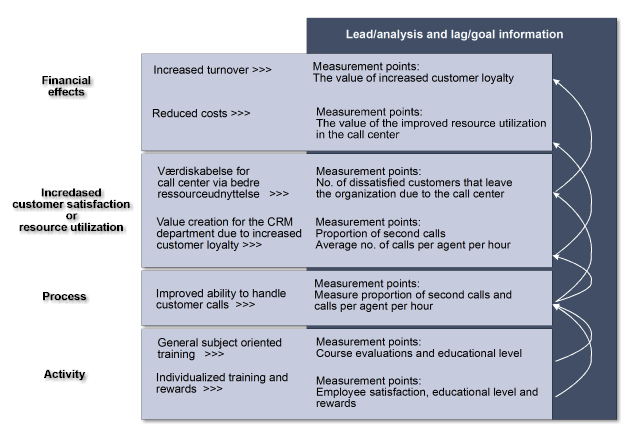 Lead/analysis and lag/goal information
Financial
effects
Increased turnover >>>
Measurement points:
The value of increased customer loyalty
Reduced costs >>>
Measurement points:
The value of the improved resource utilization
in the call center
Incredased
customer satisfaction
or
resource utilization
Værdiskabelse for
call center via bedre
ressourceudnyttelse >>>
Measurement points:
No. of dissatisfied customers that leave
the organization due to the call center
Value creation for the CRM
department due to increased
customer loyalty >>>
Measurement points:
Proportion of second calls
Average no. of calls per agent per hour
Process
Improved ability to handle
customer calls >>>
Measurement points:
Measure proportion of second calls and
calls per agent per hour
Activity
General subject oriented
training >>>
Measurement points:
Course evaluations and educational level
Individualized training and
rewards >>>
Measurement points:
Employee satisfaction, educational level and
rewards